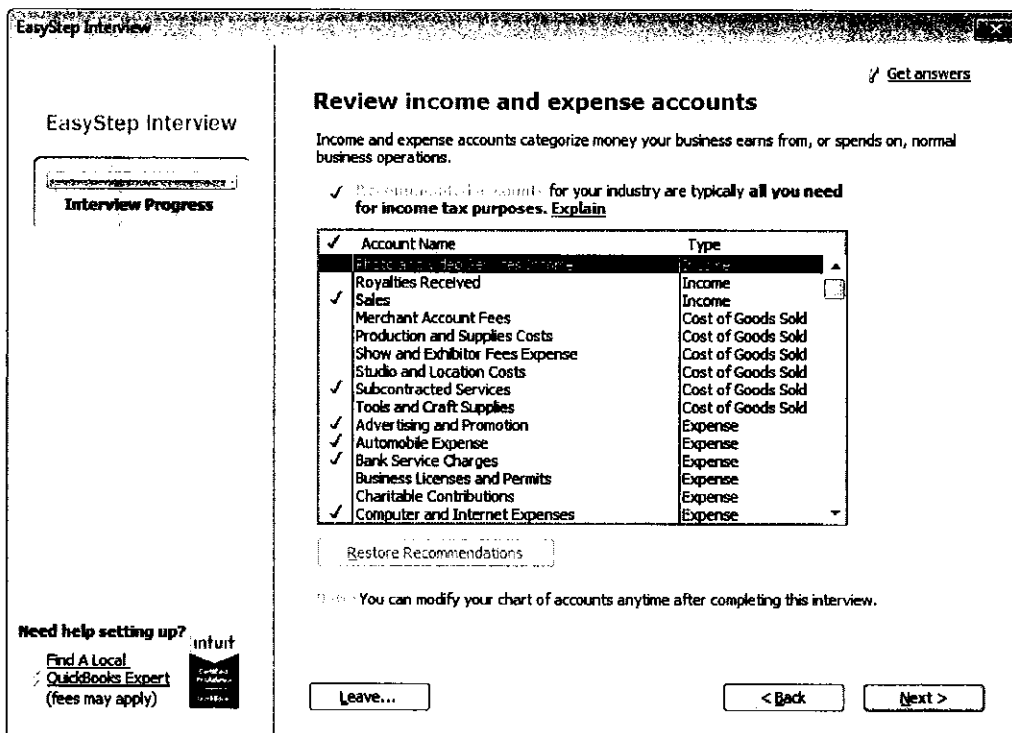 EasyStep Interview
Get answers
EasyStep Interview
Interview Progress
Review income and expense accounts
Income and expense accounts categorize money your business earns from, or spends on, normal
business operations.
✓ for your industry are typically all you need
for income tax purposes. Explain
✓ Account Name Type
Photo and Video Services Income Income
Royalties Received Income
✓ Sales Income
Merchant Account Fees Cost of Goods Sold
Production and Supplies Costs Cost of Goods Sold
Show and Exhibitor Fees Expense Cost of Goods Sold
Studio and Location Costs Cost of Goods Sold
✓ Subcontracted Services Cost of Goods Sold
Tools and Craft Supplies Cost of Goods Sold
✓ Advertising and Promotion Expense
✓ Automobile Expense Expense
✓ Bank Service Charges Expense
Business Licenses and Permits Expense
Charitable Contributions Expense
✓ Computer and Internet Expenses Expense
Restore Recommendations
You can modify your chart of accounts anytime after completing this interview.
Need help setting up?
Find A Local
QuickBooks Expert
(fees may apply)
intuit
Leave...
< Back
Next >